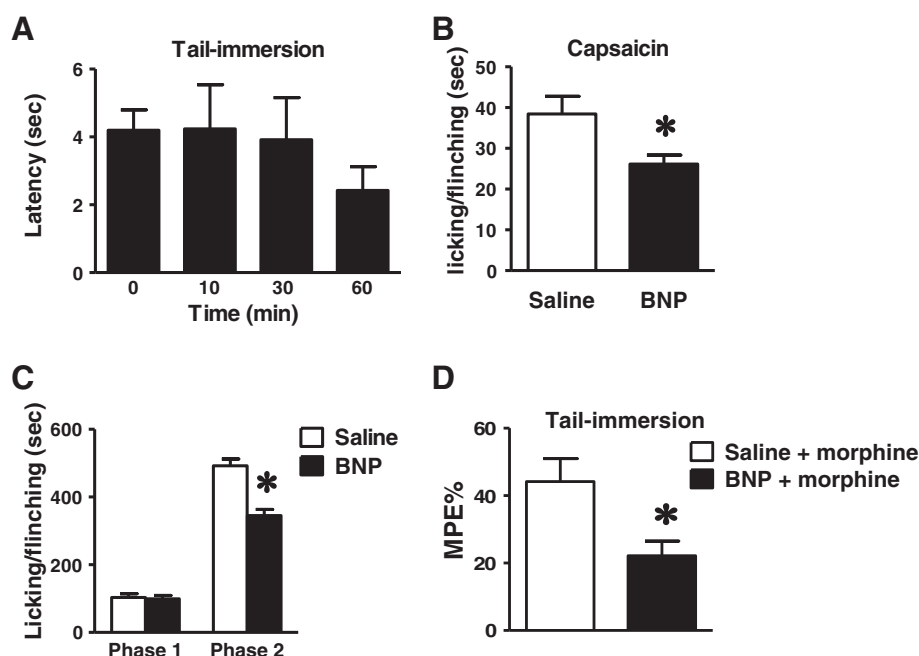 A
Tail-immersion
Latency (sec)
6
4
2
0
0 10 30 60
Time (min)
B
Capsaicin
licking/flinching (sec)
50
40
30
20
10
0
*
Saline BNP
C
Licking/flinching (sec)
600
400
200
0
Saline
BNP
*
Phase 1 Phase 2
D
Tail-immersion
MPE%
60
40
20
0
Saline + morphine
BNP + morphine
*